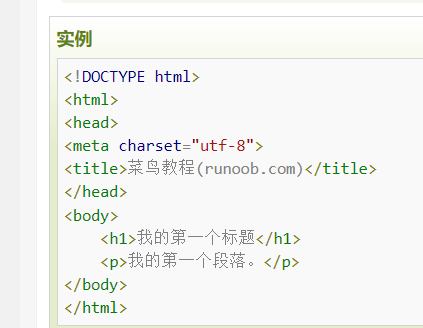 实例
<!DOCTYPE html>
<html>
<head>
<meta charset="utf-8">
<title>菜鸟教程(runoob.com)</title>
</head>
<body>
    <h1>我的第一个标题</h1>
    <p>我的第一个段落。</p>
</body>
</html>